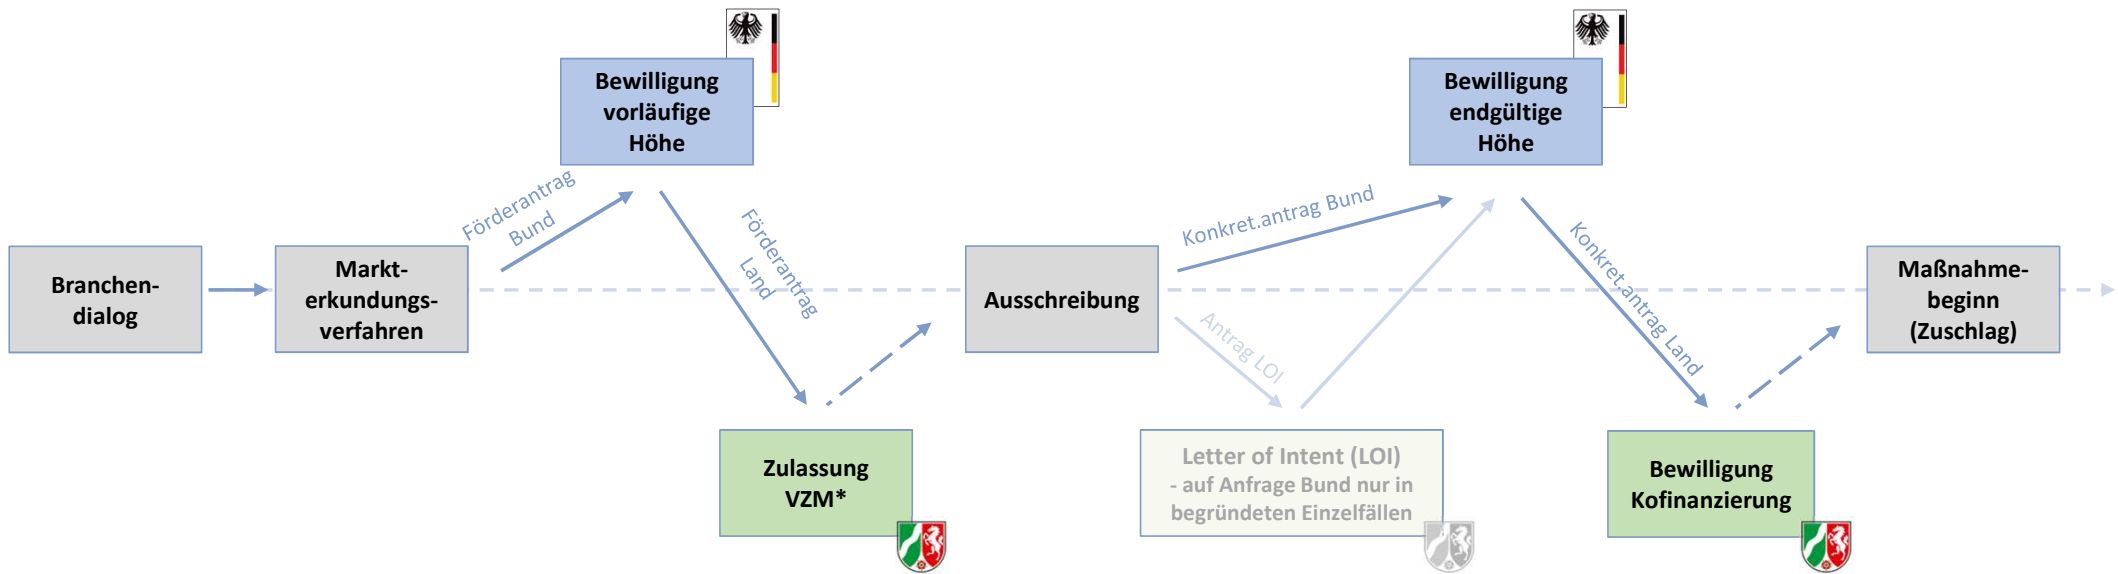 Branchen-
dialog
Markt-
erkundungs-
verfahren
Förderantrag
Bund
Bewilligung
vorläufige
Höhe
Förderantrag
Land
Zulassung
VZM*
Ausschreibung
Konkret.antrag Bund
Antrag LOI
Letter of Intent (LOI)
- auf Anfrage Bund nur in
begründeten Einzelfällen
Bewilligung
endgültige
Höhe
Konkret.antrag Land
Bewilligung
Kofinanzierung
Maßnahme-
beginn
(Zuschlag)